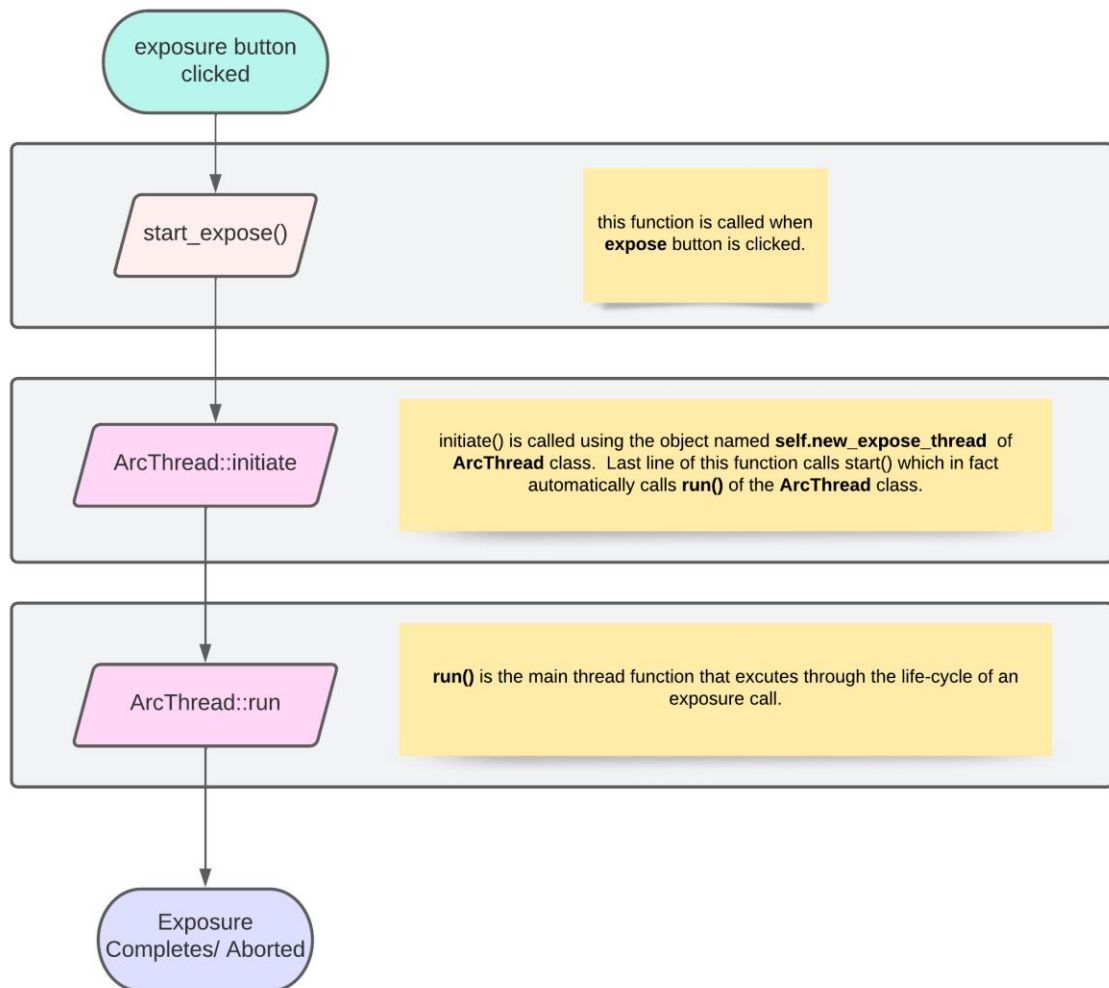 exposure button
clicked
start_expose()
this function is called when
expose button is clicked.
ArcThread::initiate
initiate() is called using the object named self.new_expose_thread of
ArcThread class. Last line of this function calls start() which in fact
automatically calls run() of the ArcThread class.
ArcThread::run
run() is the main thread function that excutes through the life-cycle of an
exposure call.
Exposure
Completes/ Aborted